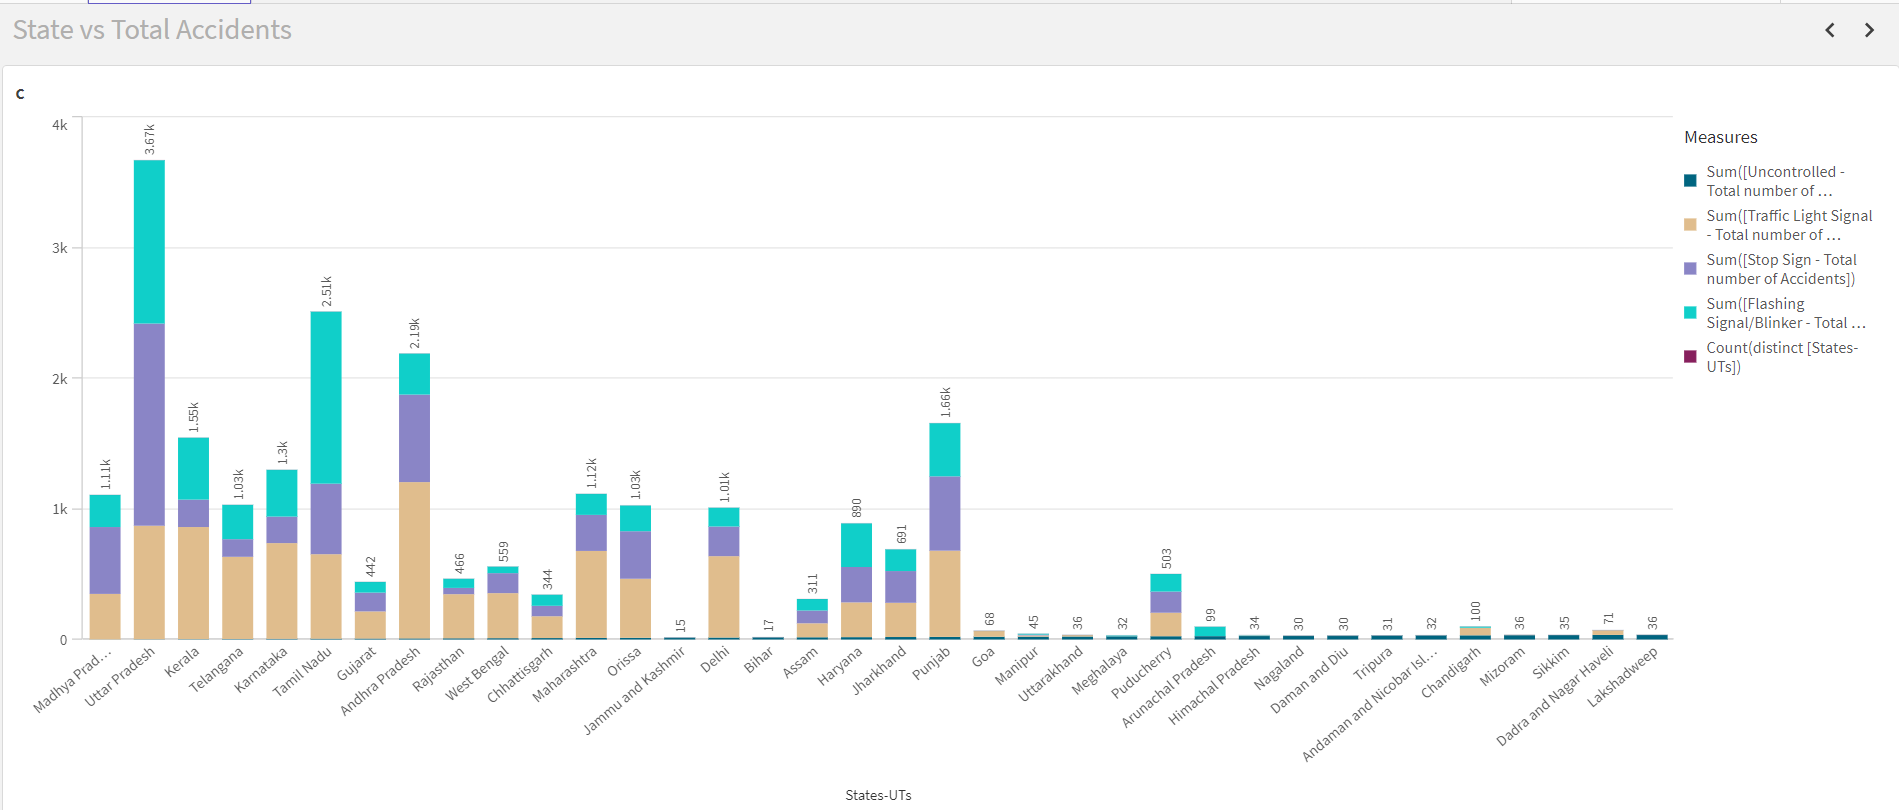 State vs Total Accidents
c
4k
3k
2k
1k
0
1.11k
3.67k
1.55k
1.03k
1.3k
2.51k
442
2.19k
466
559
344
1.12k
1.03k
15
1.01k
17
311
890
691
1.66k
68
45
36
32
503
99
34
30
30
31
32
100
36
35
71
36
Madhya Prad...
Uttar Pradesh
Kerala
Telangana
Karnataka
Tamil Nadu
Gujarat
Andhra Pradesh
Rajasthan
West Bengal
Chhattisgarh
Maharashtra
Orissa
Jammu and Kashmir
Delhi
Bihar
Assam
Haryana
Jharkhand
Punjab
Goa
Manipur
Uttarakhand
Meghalaya
Puducherry
Arunachal Pradesh
Himachal Pradesh
Nagaland
Daman and Diu
Tripura
Andaman and Nicobar Isl...
Chandigarh
Mizoram
Sikkim
Dadra and Nagar Haveli
Lakshadweep
States-UTs
Measures
Sum([Uncontrolled -
Total number of ...
Sum([Traffic Light Signal
- Total number of ...
Sum([Stop Sign - Total
number of Accidents])
Sum([Flashing
Signal/Blinker - Total ...
Count(distinct [States-
UTs])